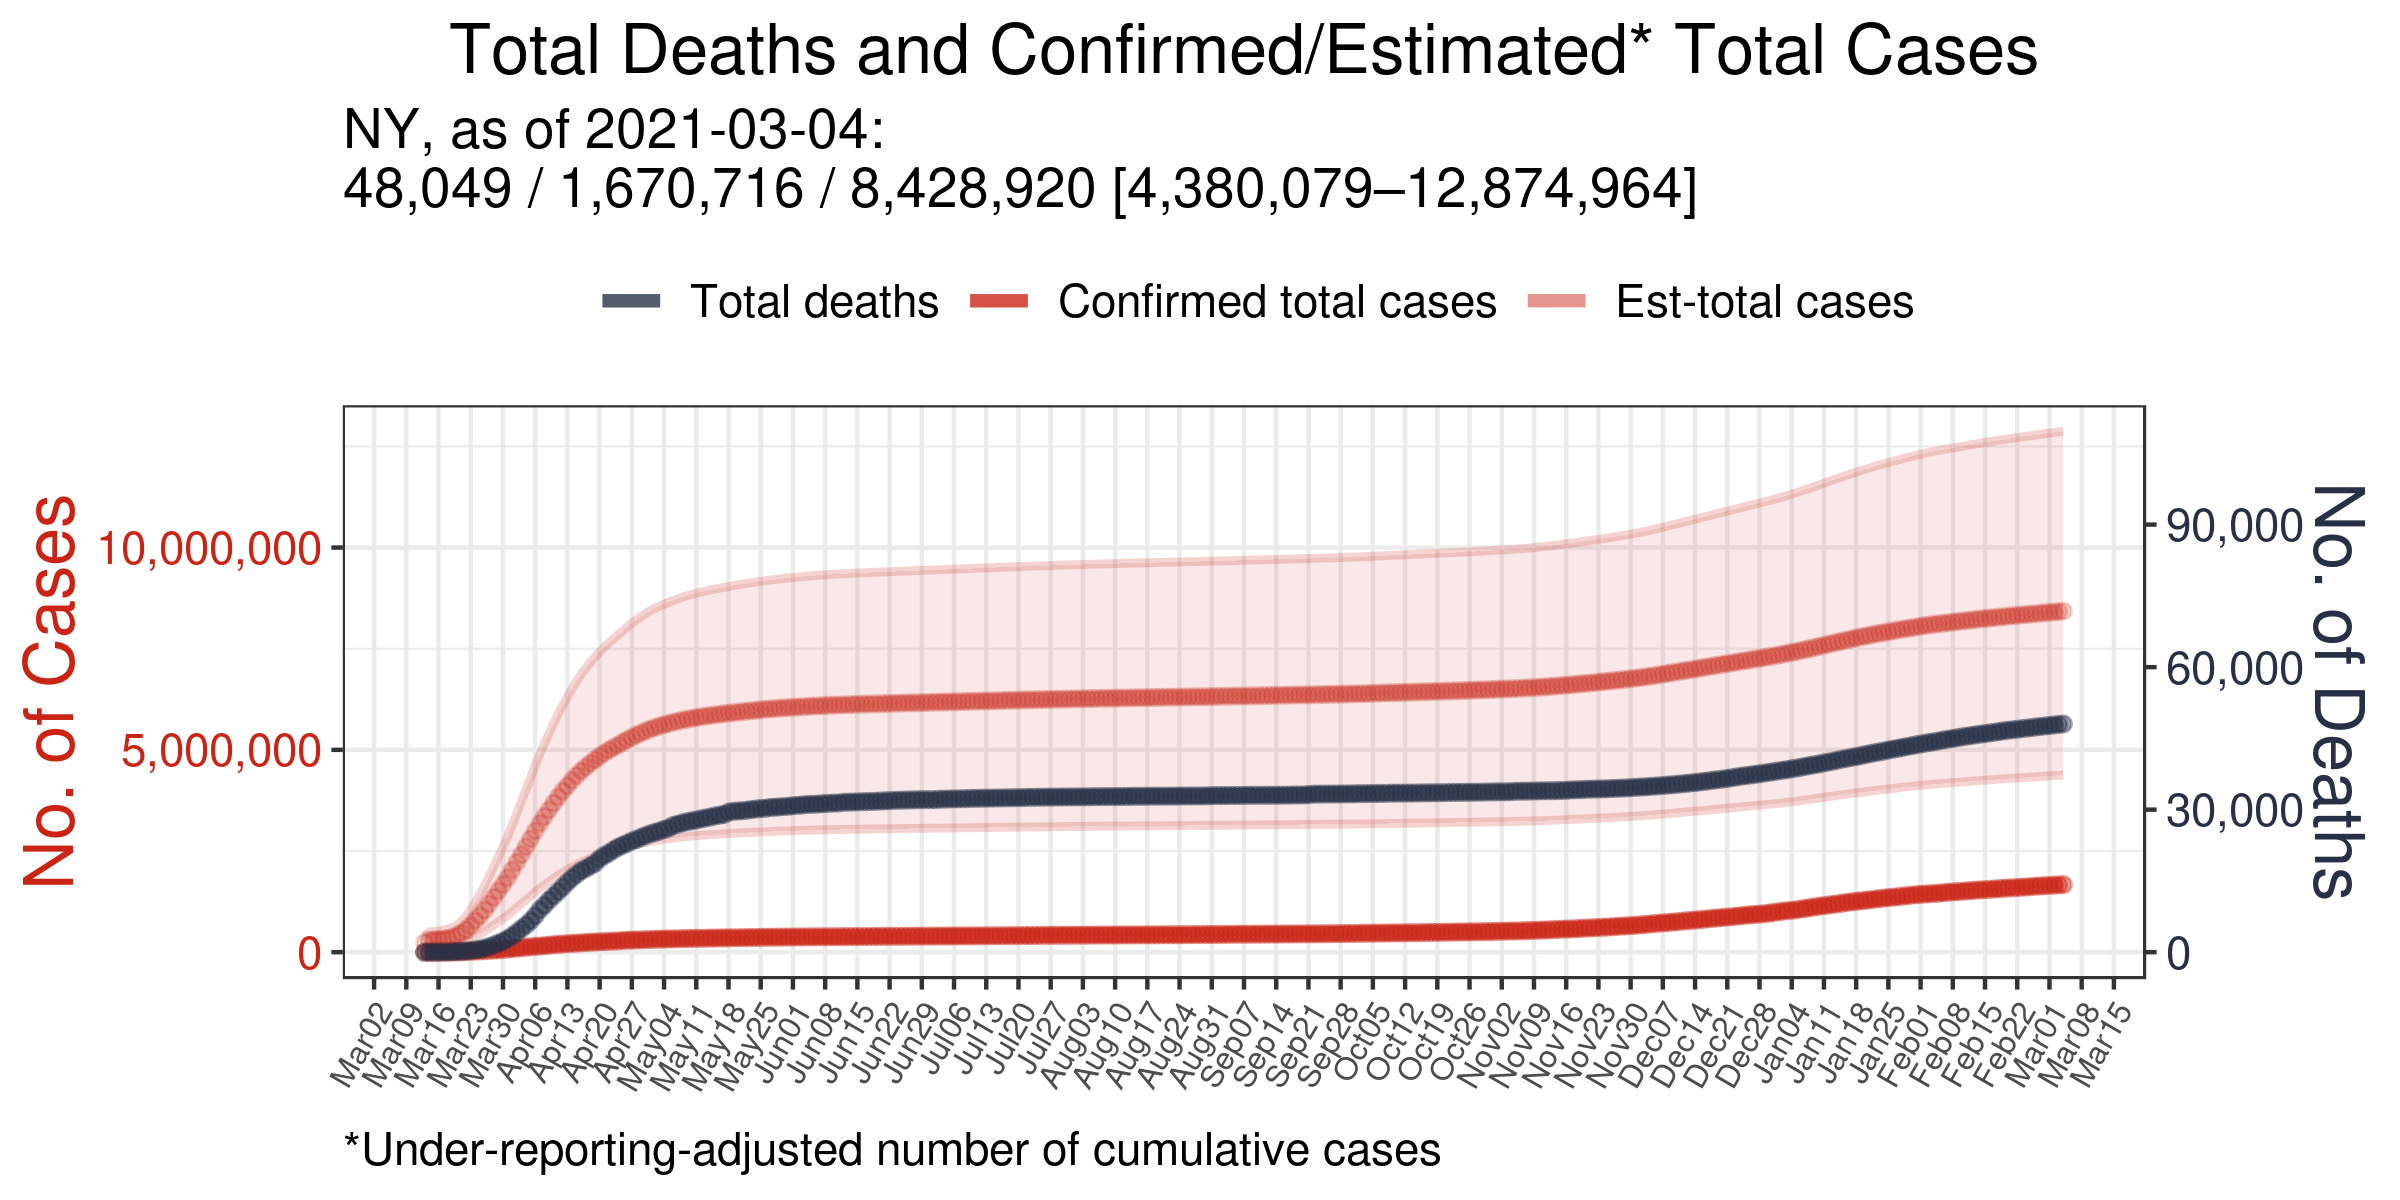 Total Deaths and Confirmed/Estimated* Total Cases
NY, as of 2021-03-04:
48,049 / 1,670,716 / 8,428,920 [4,380,079–12,874,964]
Total deaths
Confirmed total cases
Est-total cases
No. of Cases
10,000,000
5,000,000
0
90,000
60,000
30,000
0
No. of Deaths
Mar02
Mar09
Mar16
Mar23
Mar30
Apr06
Apr13
Apr20
Apr27
May04
May11
May18
May25
Jun01
Jun08
Jun15
Jun22
Jun29
Jul06
Jul13
Jul20
Jul27
Aug03
Aug10
Aug17
Aug24
Aug31
Sep07
Sep14
Sep21
Sep28
Oct05
Oct12
Oct19
Oct26
Nov02
Nov09
Nov16
Nov23
Nov30
Dec07
Dec14
Dec21
Dec28
Jan04
Jan11
Jan18
Jan25
Feb01
Feb08
Feb15
Feb22
Mar01
Mar08
Mar15
*Under-reporting-adjusted number of cumulative cases